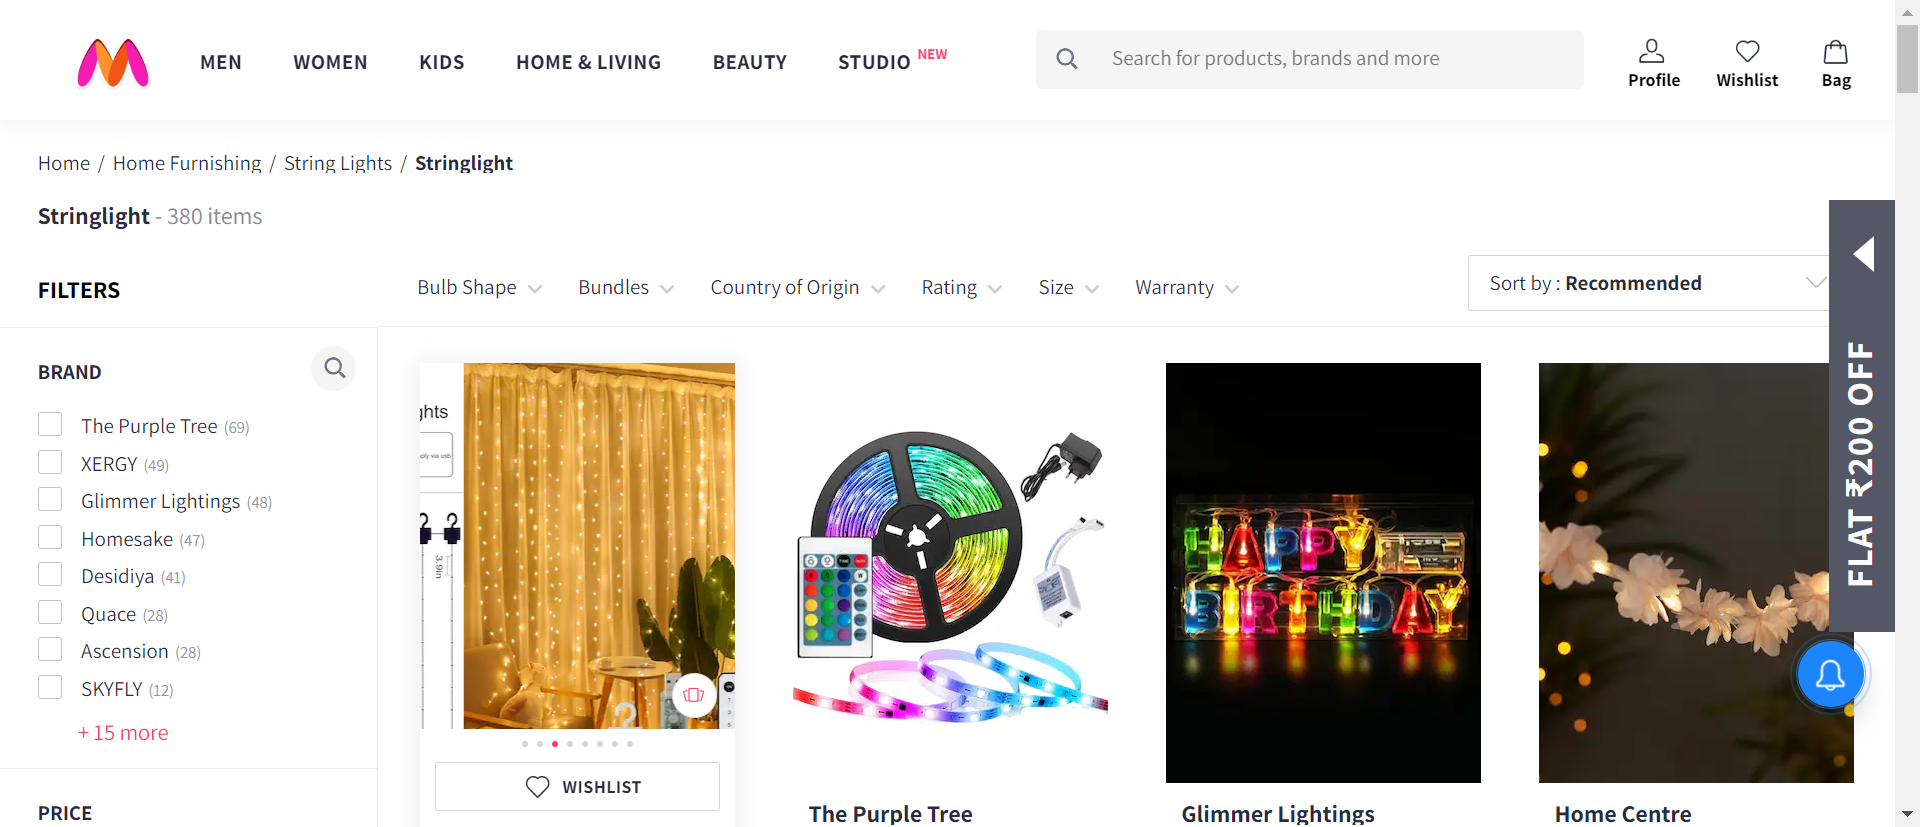 MEN
WOMEN
KIDS
HOME & LIVING
BEAUTY
STUDIO NEW
Search for products, brands and more
Profile
Wishlist
Bag
Home / Home Furnishing / String Lights / Stringlight
Stringlight - 380 items
FILTERS
Bulb Shape
Bundles
Country of Origin
Rating
Size
Warranty
Sort by : Recommended
FLAT ₹200 OFF
BRAND
The Purple Tree (69)
XERGY (49)
Glimmer Lightings (48)
Homesake (47)
Desidiya (41)
Quace (28)
Ascension (28)
SKYFLY (12)
+ 15 more
PRICE
3.9in
HAPPY
BIRTHDAY
WISHLIST
The Purple Tree
Glimmer Lightings
Home Centre